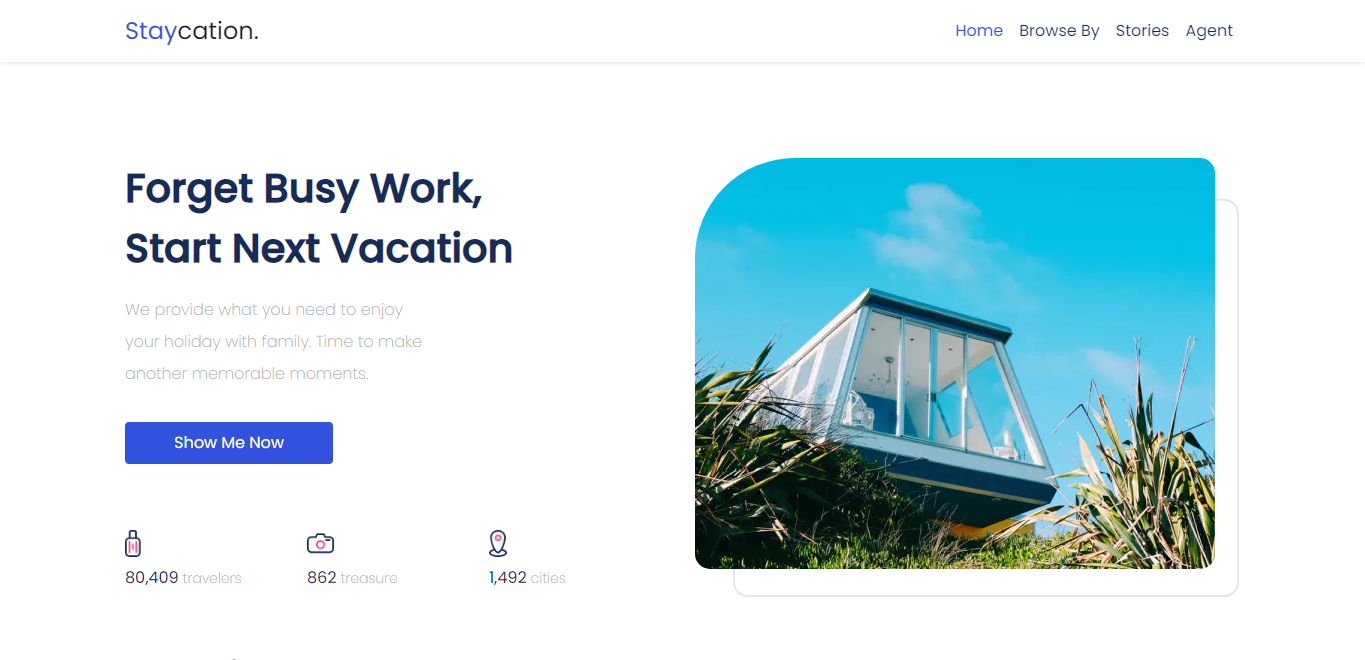 Staycation.
Home Browse By Stories Agent
Forget Busy Work,
Start Next Vacation
We provide what you need to enjoy
your holiday with family. Time to make
another memorable moments.
Show Me Now
80,409 travelers
862 treasure
1,492 cities